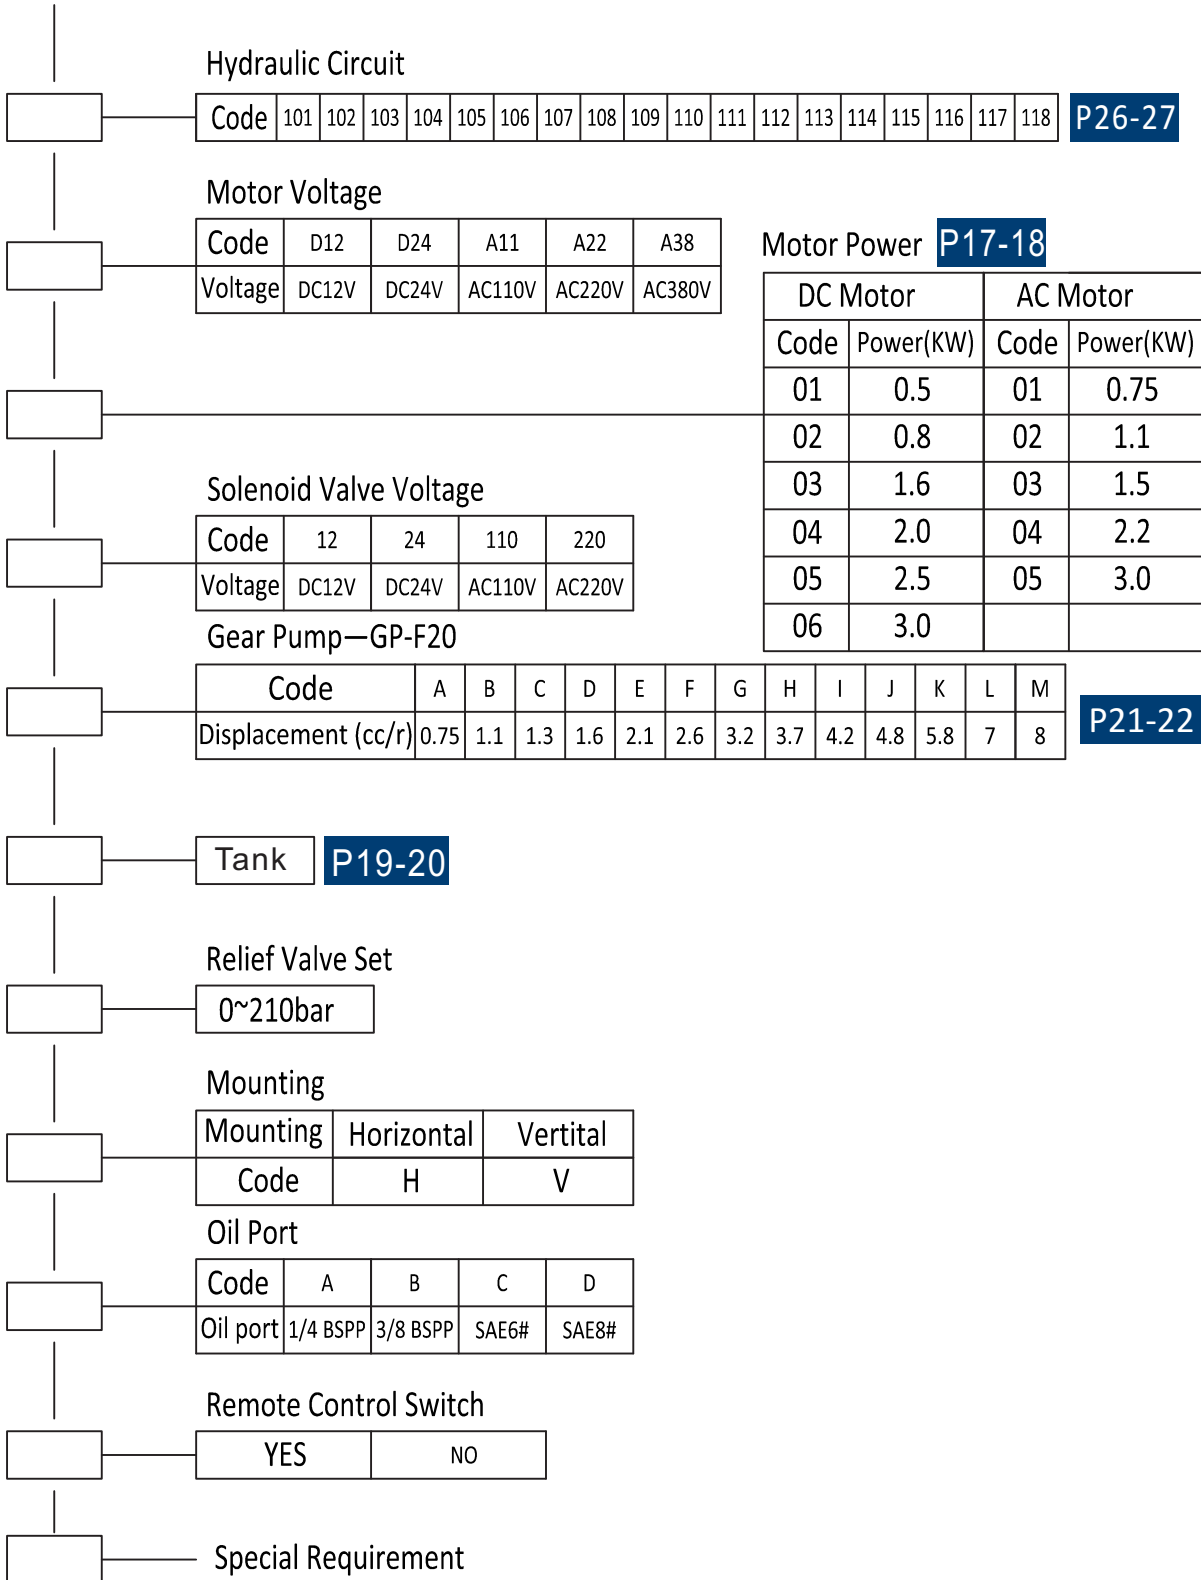 Hydraulic Circuit
Code 101 102 103 104 105 106 107 108 109 110 111 112 113 114 115 116 117 118 P26-27
Motor Voltage
Code D12 D24 A11 A22 A38
Voltage DC12V DC24V AC110V AC220V AC380V
Motor Power P17-18
DC Motor AC Motor
Code Power(KW) Code Power(KW)
01 0.5 01 0.75
02 0.8 02 1.1
03 1.6 03 1.5
04 2.0 04 2.2
05 2.5 05 3.0
06 3.0
Solenoid Valve Voltage
Code 12 24 110 220
Voltage DC12V DC24V AC110V AC220V
Gear Pump—GP-F20
Code A B C D E F G H I J K L M
Displacement (cc/r) 0.75 1.1 1.3 1.6 2.1 2.6 3.2 3.7 4.2 4.8 5.8 7 8
P21-22
Tank P19-20
Relief Valve Set
0~210bar
Mounting
Mounting Horizontal Vertital
Code H V
Oil Port
Code A B C D
Oil port 1/4 BSPP 3/8 BSPP SAE6# SAE8#
Remote Control Switch
YES NO
Special Requirement